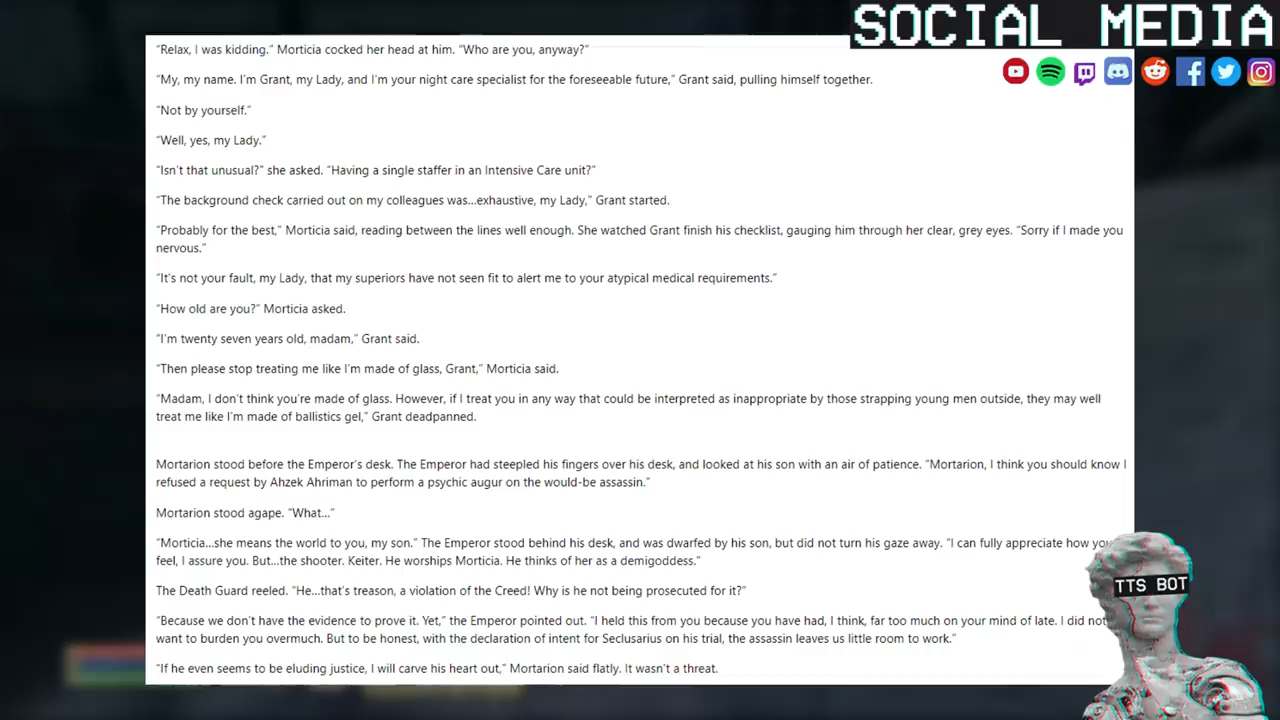 SOCIAL MEDIA
“Relax, I was kidding.” Morticia cocked her head at him. “Who are you, anyway?”
“My, my name. I’m Grant, my Lady, and I’m your night care specialist for the foreseeable future,” Grant said, pulling himself together.
“Not by yourself.”
“Well, yes, my Lady.”
“Isn’t that unusual?” she asked. “Having a single staffer in an Intensive Care unit?”
“The background check carried out on my colleagues was…exhaustive, my Lady,” Grant started.
“Probably for the best,” Morticia said, reading between the lines well enough. She watched Grant finish his checklist, gauging him through her clear, grey eyes. “Sorry if I made you
nervous.”
“It’s not your fault, my Lady, that my superiors have not seen fit to alert me to your atypical medical requirements.”
“How old are you?” Morticia asked.
“I’m twenty seven years old, madam,” Grant said.
“Then please stop treating me like I’m made of glass, Grant,” Morticia said.
“Madam, I don’t think you’re made of glass. However, if I treat you in any way that could be interpreted as inappropriate by those strapping young men outside, they may well
treat me like I’m made of ballistics gel,” Grant deadpanned.
Mortarion stood before the Emperor’s desk. The Emperor had steepled his fingers over his desk, and looked at his son with an air of patience. “Mortarion, I think you should know I
refused a request by Ahzek Ahriman to perform a psychic augur on the would-be assassin.”
Mortarion stood agape. “What…”
“Morticia…she means the world to you, my son.” The Emperor stood behind his desk, and was dwarfed by his son, but did not turn his gaze away. “I can fully appreciate how you
feel, I assure you. But…the shooter. Keiter. He worships Morticia. He thinks of her as a demigoddess.”
The Death Guard reeled. “He…that’s treason, a violation of the Creed! Why is he not being prosecuted for it?”
“Because we don’t have the evidence to prove it. Yet,” the Emperor pointed out. “I held this from you because you have had, I think, far too much on your mind of late. I did not
want to burden you overmuch. But to be honest, with the declaration of intent for Seclusarius on his trial, the assassin leaves us little room to work.”
“If he even seems to be eluding justice, I will carve his heart out,” Mortarion said flatly. It wasn’t a threat.
TTS BOT